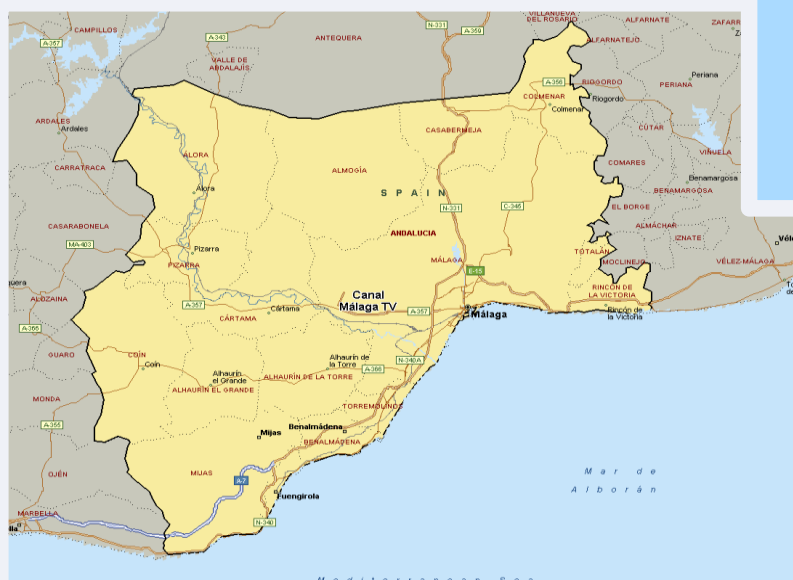 VILLANUEVA
DEL ROSARIO
ALFARNATE
CAMPILLOS
N-331
A-359
A-343
A-357
ANTEQUERA
ALFARNATEJO
VALLE DE
ABDALAJÍS
A-356
RIOGORDO
PERIANA
Periana
COLMENAR
Colmenar
Riogordo
ARDALES
Ardales
CASABERMEJA
CÚTAR
VIÑUELA
ÁLORA
COMARES
CARRATRACA
ALMOGÍA
Benamargosa
BENAMARGOSA
Álora
SPAIN
N-331
C-345
EL BORGE
CASARABONELA
ANDALUCIA
ALMÁCHAR
IZNATE
MA-403
Pizarra
TOTALÁN
MOCLINEJO
VÉLEZ-MÁLAGA
PIZARRA
MÁLAGA
E-15
RINCÓN DE
LA VICTORIA
ALOZAINA
Canal
Málaga TV
A-357
A-357
CÁRTAMA
Cártama
Málaga
Rincón de
la Victoria
A-355
GUARO
COÍN
Coín
Alhaurín de
la Torre
N-340A
A-366
Alhaurín
el Grande
ALHAURÍN EL GRANDE
ALHAURÍN DE LA TORRE
MONDA
TORREMOLINOS
A-355
Mijas
Benalmádena
BENALMÁDENA
OJÉN
MIJAS
A-7
Fuengirola
Mar de
Alborán
MARBELLA
N-340
Mediterranean Sea